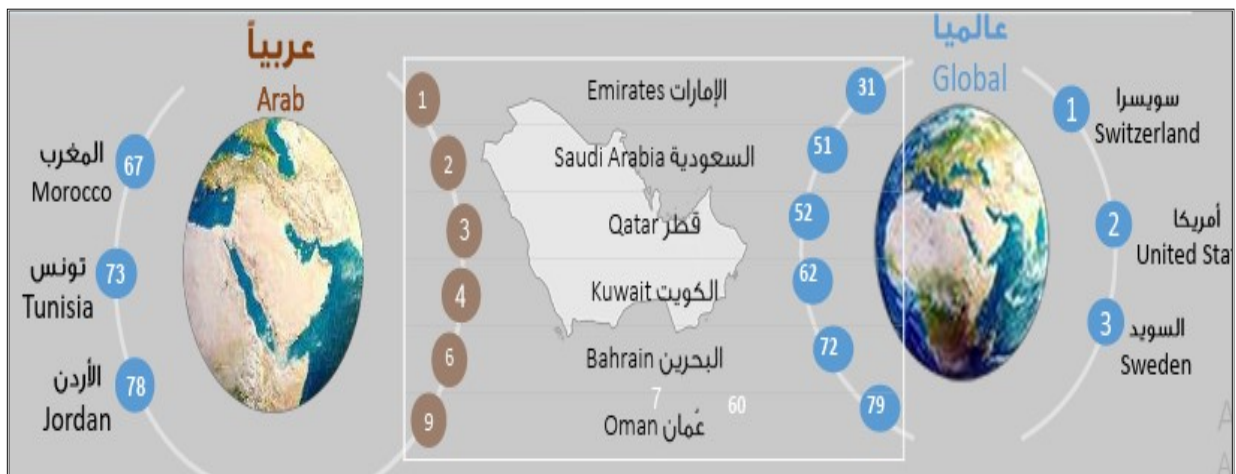 عربياً
Arab
المغرب 67
Morocco
تونس 73
Tunisia
الأردن 78
Jordan
1 Emirates الإمارات 31
2 Saudi Arabia السعودية 51
3 Qatar قطر 52
4 Kuwait الكويت 62
6 Bahrain البحرين 72
7 60
9 Oman عُمان 79
عالمياً
Global
1 سويسرا
Switzerland
2 أمريكا
United Sta
3 السويد
Sweden